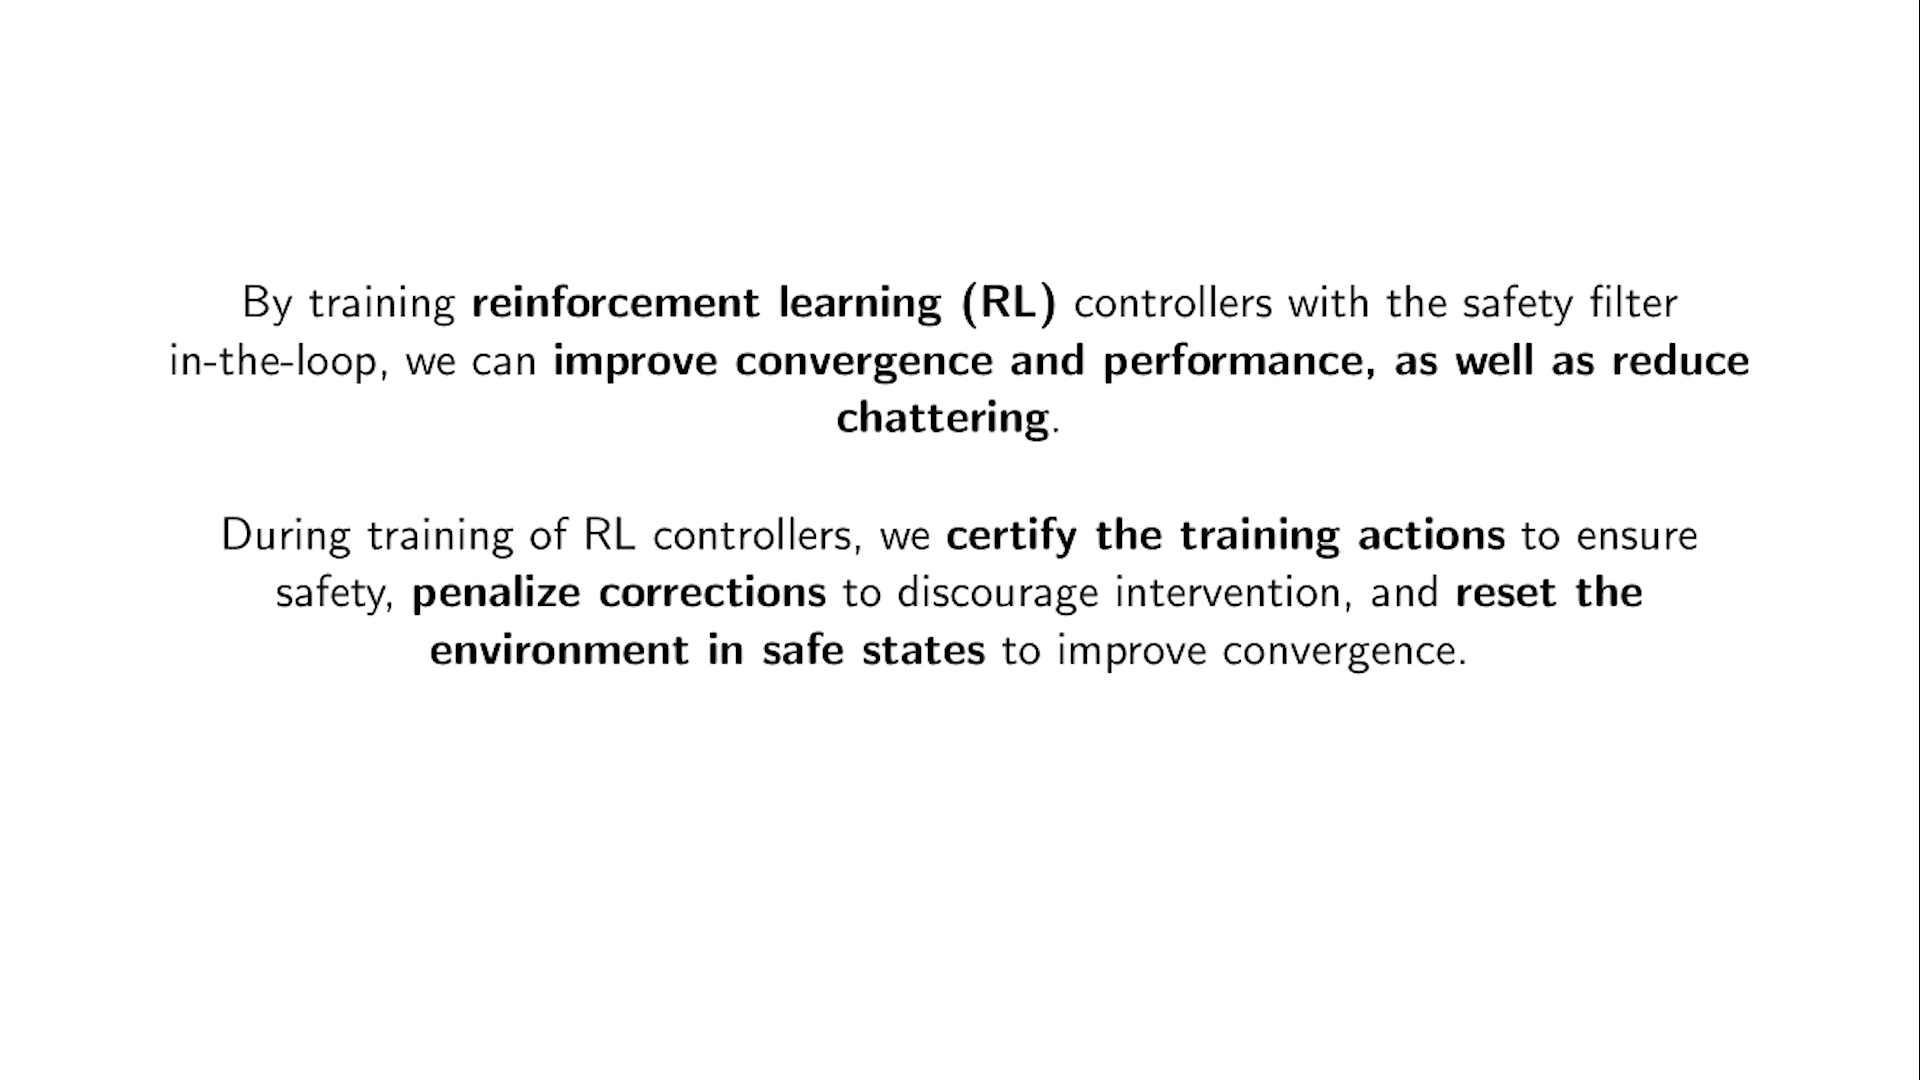 By training reinforcement learning (RL) controllers with the safety filter
in-the-loop, we can improve convergence and performance, as well as reduce
chattering.
During training of RL controllers, we certify the training actions to ensure
safety, penalize corrections to discourage intervention, and reset the
environment in safe states to improve convergence.